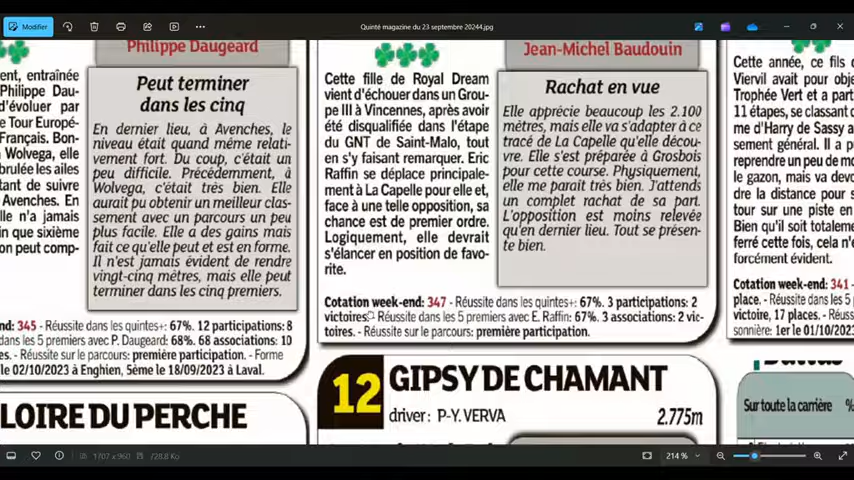 Modifier
Quinté magazine du 23 septembre 20244.jpg
Philippe Daugeard
ent, entraînée
Philippe Dau-
d'évoluer par
e Tour Europé-
Français. Bon-
Wolvega, elle
brulée les ailes
tant de suivre
Avenches. En
lle n'a jamais
in que sixième
on peut comp-
Peut terminer
dans les cinq
En dernier lieu, à Avenches, le
niveau était quand même relati-
vement fort. Du coup, c'était un
peu difficile. Précédemment, à
Wolvega, c'était très bien. Elle
aurait pu obtenir un meilleur clas-
sement avec un parcours un peu
plus facile. Elle a des gains mais
fait ce qu'elle peut et est en forme.
Il n'est jamais évident de rendre
vingt-cinq mètres, mais elle peut
terminer dans les cinq premiers.
nd: 345 - Réussite dans les quintes+: 67%. 12 participations: 8
dans les 5 premiers avec P. Daugeard: 68%. 68 associations: 10
es. - Réussite sur le parcours: première participation. - Forme
le 02/10/2023 à Enghien, 5ème le 18/09/2023 à Laval.
LOIRE DU PERCHE
Jean-Michel Baudouin
Cette fille de Royal Dream
vient d'échouer dans un Grou-
pe III à Vincennes, après avoir
été disqualifiée dans l'étape
du GNT de Saint-Malo, tout
en s'y faisant remarquer. Eric
Raffin se déplace principale-
ment à La Capelle pour elle et,
face à une telle opposition, sa
chance est de premier ordre.
Logiquement, elle devrait
s'élancer en position de favo-
rite.
Rachat en vue
Elle apprécie beaucoup les 2.100
mètres, mais elle va s'adapter à ce
tracé de La Capelle qu'elle décou-
vre. Elle s'est préparée à Grosbois
pour cette course. Physiquement,
elle me paraît très bien. J'attends
un complet rachat de sa part.
L'opposition est moins relevée
qu'en dernier lieu. Tout se présen-
te bien.
Cotation week-end: 347 - Réussite dans les quintes+: 67%. 3 participations: 2
victoires. Réussite dans les 5 premiers avec E. Raffin: 67%. 3 associations: 2 vic-
toires. - Réussite sur le parcours: première participation.
12 GIPSY DE CHAMANT
driver: P-Y. VERVA 2.775m
Cette année, ce fils d
Viervil avait pour obje
Trophée Vert et a part
11 étapes, se classant c
me d'Harry de Sassy a
sement général. Il a p
reprendre un peu de mo
le gazon, mais va devo
dre la distance pour s
tour sur une piste en
Bien qu'il soit totaleme
ferré cette fois, cela n'e
forcément évident.
Cotation week-end: 341 -
place. - Réussite dans les 5
victoire, 17 places. - Réuss
sonnière: 1er le 01/10/2023
Sur toute la carrière %
1707 x 960
728.8 Ko
214 %